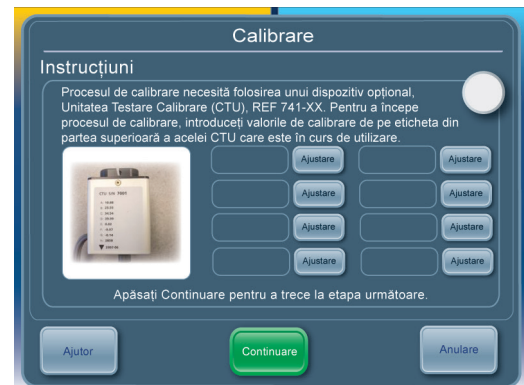 Calibrare
Instrucțiuni
Procesul de calibrare necesită folosirea unui dispozitiv opțional,
Unitatea Testare Calibrare (CTU), REF 741-XX. Pentru a începe
procesul de calibrare, introduceți valorile de calibrare de pe eticheta din
partea superioară a acelei CTU care este în curs de utilizare.
Ajustare Ajustare
Ajustare Ajustare
Ajustare Ajustare
Ajustare Ajustare
Apăsați Continuare pentru a trece la etapa următoare.
Ajutor Continuare Anulare